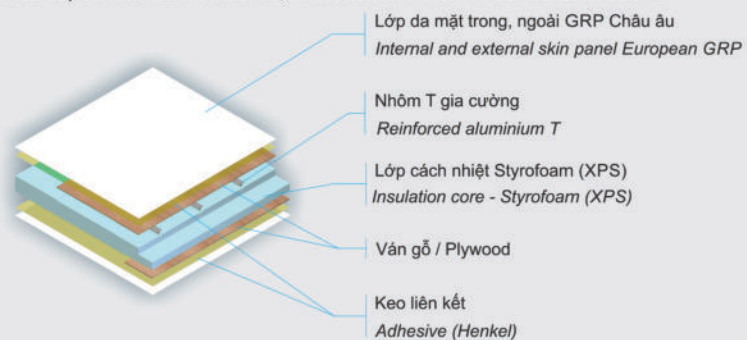 Lớp da mặt trong, ngoài GRP Châu âu
Internal and external skin panel European GRP
Nhôm T gia cường
Reinforced aluminium T
Lớp cách nhiệt Styrofoam (XPS)
Insulation core - Styrofoam (XPS)
Ván gỗ / Plywood
Keo liên kết
Adhesive (Henkel)